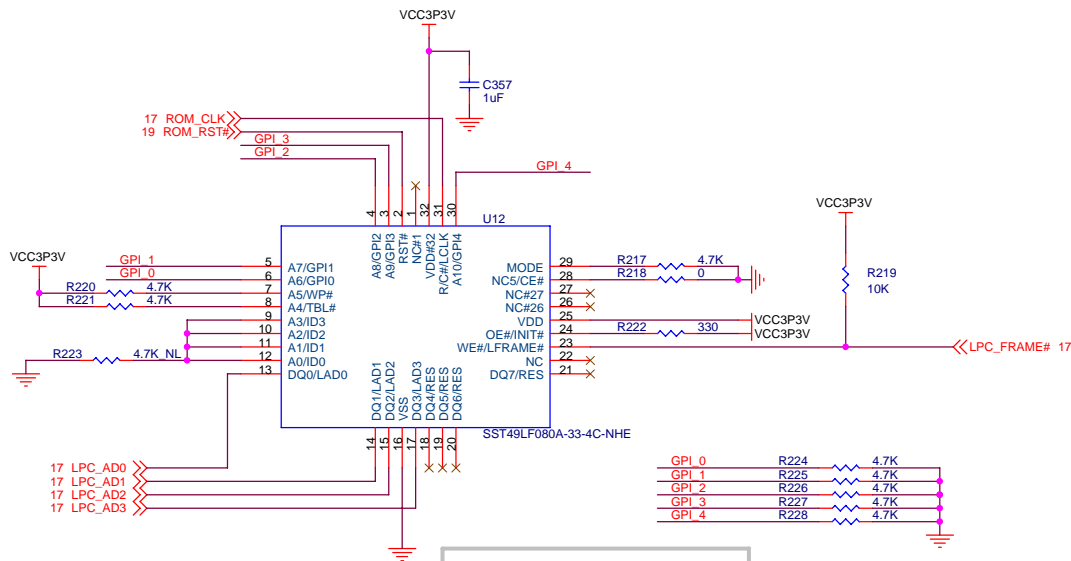 VCC3P3V
C357
1uF
17 ROM_CLK
19 ROM_RST#
GPI_3
GPI_2
GPI_4
4
3
2
1
32
31
30
U12
A8/GPI2
A9/GPI3
RST#
NC#1
VDD#32
R/C#/LCLK
A10/GPI4
VCC3P3V
GPI_1
GPI_0
R220 4.7K
R221 4.7K
R223 4.7K_NL
5 A7/GPI1
6 A6/GPI0
7 A5/WP#
8 A4/TBL#
9 A3/ID3
10 A2/ID2
11 A1/ID1
12 A0/ID0
13 DQ0/LAD0
MODE 29
NC5/CE# 28
NC#27 27
NC#26 26
VDD 25
OE#/INIT# 24
WE#/LFRAME# 23
NC 22
DQ7/RES 21
R217 4.7K
R218 0
VCC3P3V
R222 330 VCC3P3V
VCC3P3V
R219
10K
LPC_FRAME# 17
DQ1/LAD1
DQ2/LAD2
VSS
DQ3/LAD3
DQ4/RES
DQ5/RES
DQ6/RES
14
15
16
17
18
19
20
SST49LF080A-33-4C-NHE
17 LPC_AD0
17 LPC_AD1
17 LPC_AD2
17 LPC_AD3
GPI_0 R224 4.7K
GPI_1 R225 4.7K
GPI_2 R226 4.7K
GPI_3 R227 4.7K
GPI_4 R228 4.7K